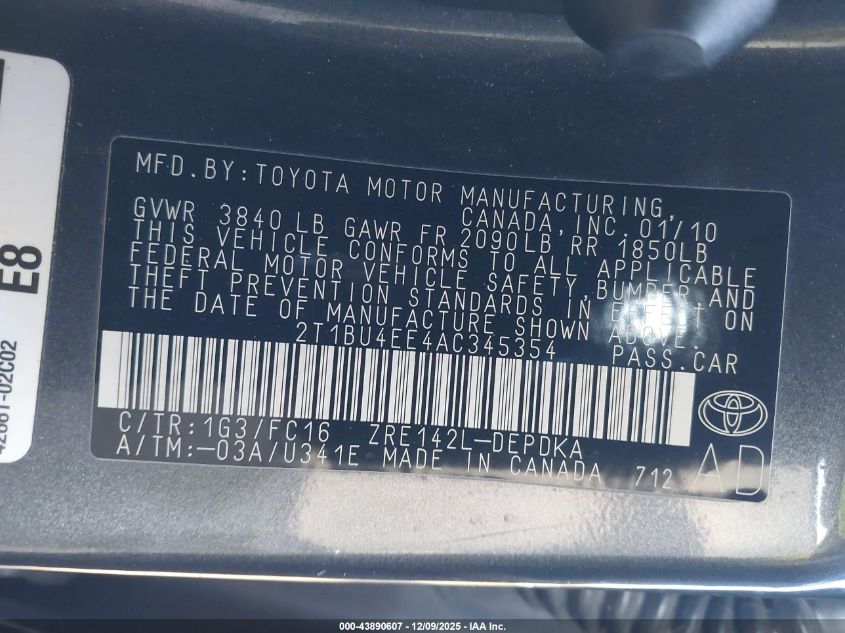 MFD.BY:TOYOTA MOTOR MANUFACTURING,
CANADA, INC. 01/10
GVWR 3840 LB GAWR FR 2090LB RR 1850LB
THIS VEHICLE CONFORMS TO ALL APPLICABLE
FEDERAL MOTOR VEHICLE SAFETY, BUMPER AND
THEFT PREVENTION STANDARDS IN EFFECT ON
THE DATE OF MANUFACTURE SHOWN ABOVE.
2T1BU4EE4AC345354 PASS.CAR
C/TR:1G3/FC16 ZRE142L-DEPDKA
A/TM:-03A/U341E MADE IN CANADA 712
AD
E8
42661-02C02
000-43890607 - 12/09/2025 - IAA Inc.